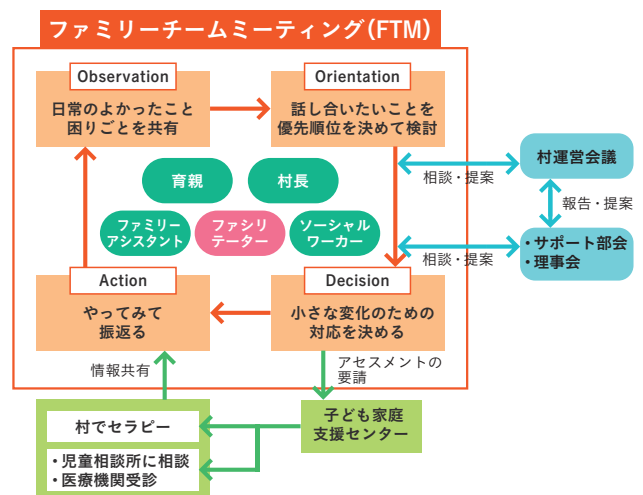 ファミリーチームミーティング(FTM)
Observation
日常のよかったこと
困りごとを共有
Orientation
話し合いたいことを
優先順位を決めて検討
育親
村長
ファミリー
アシスタント
ファシリ
テーター
ソーシャル
ワーカー
相談・提案
村運営会議
報告・提案
相談・提案
・サポート部会
・理事会
Action
やってみて
振返る
Decision
小さな変化のための
対応を決める
情報共有
アセスメントの
要請
村でセラピー
・児童相談所に相談
・医療機関受診
子ども家庭
支援センター